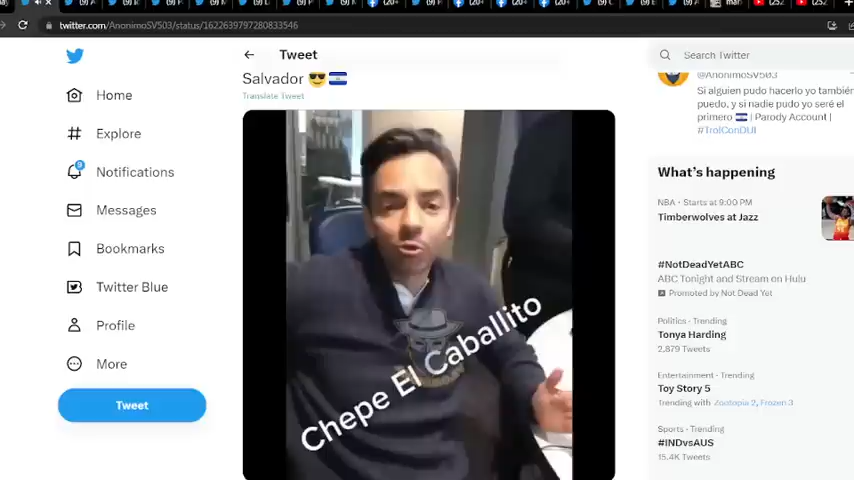 twitter.com/AnonimoSV503/status/1622639797280833546
Tweet
Search Twitter
Salvador
Translate Tweet
@AnonimoSV503
Si alguien pudo hacerlo yo también
puedo, y si nadie pudo yo seré el
primero | Parody Account |
#TrolConDUI
Home
Explore
Notifications
Messages
Bookmarks
Twitter Blue
Profile
More
Tweet
Chepe El Caballito
What's happening
NBA · Starts at 9:00 PM
Timberwolves at Jazz
#NotDeadYetABC
ABC Tonight and Stream on Hulu
Promoted by Not Dead Yet
Politics · Trending
Tonya Harding
2,879 Tweets
Entertainment · Trending
Toy Story 5
Trending with Zootopia 2, Frozen 3
Sports · Trending
#INDvsAUS
15.4K Tweets